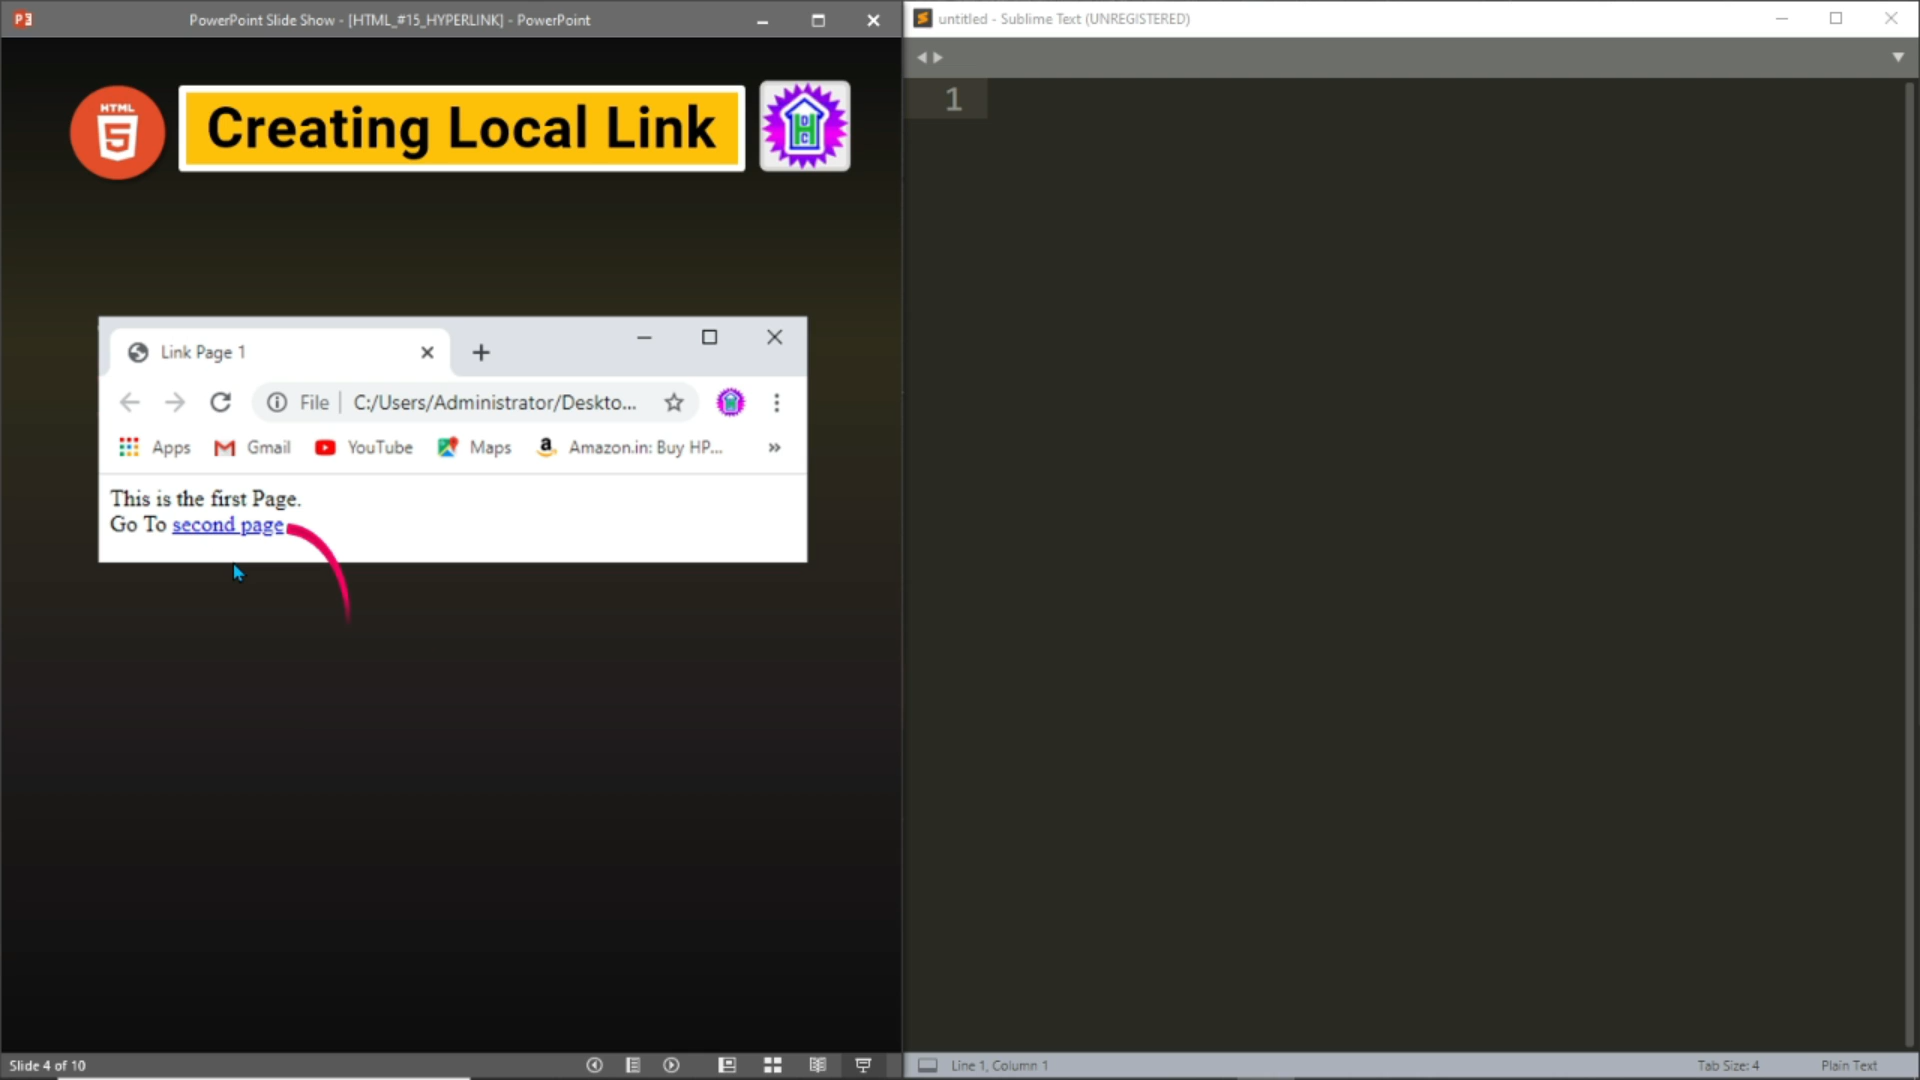 PowerPoint Slide Show - [HTML_#15_HYPERLINK] - PowerPoint
untitled - Sublime Text (UNREGISTERED)
HTML
5
Creating Local Link
D
C
H
1
Link Page 1
File
C:/Users/Administrator/Deskto...
Apps
Gmail
YouTube
Maps
Amazon.in: Buy HP...
This is the first Page.
Go To second page
Slide 4 of 10
Line 1, Column 1
Tab Size: 4
Plain Text